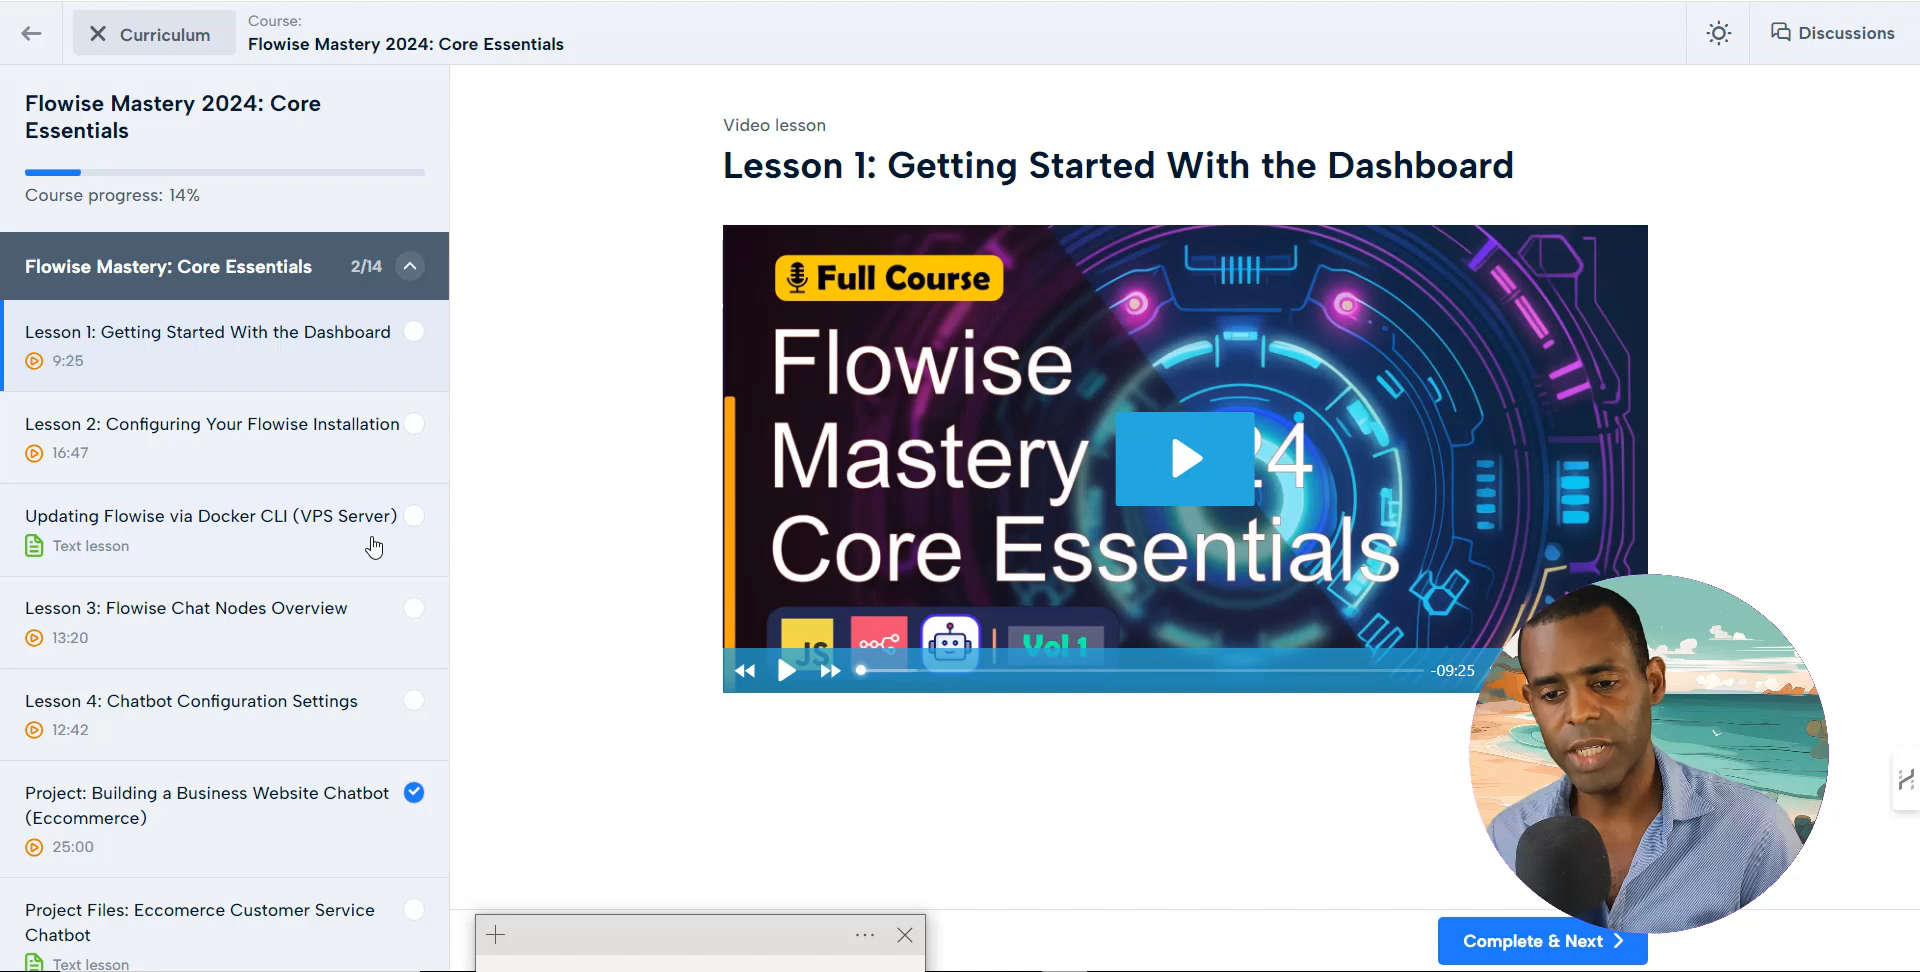 Curriculum
Course:
Flowise Mastery 2024: Core Essentials
Discussions
Flowise Mastery 2024: Core
Essentials
Course progress: 14%
Flowise Mastery: Core Essentials 2/14
Lesson 1: Getting Started With the Dashboard
9:25
Lesson 2: Configuring Your Flowise Installation
16:47
Updating Flowise via Docker CLI (VPS Server)
Text lesson
Lesson 3: Flowise Chat Nodes Overview
13:20
Lesson 4: Chatbot Configuration Settings
12:42
Project: Building a Business Website Chatbot
(Eccommerce)
25:00
Project Files: Eccomerce Customer Service
Chatbot
Text lesson
Video lesson
Lesson 1: Getting Started With the Dashboard
Full Course
Flowise
Mastery 24
Core Essentials
JS Vol 1
-09:25
Complete & Next